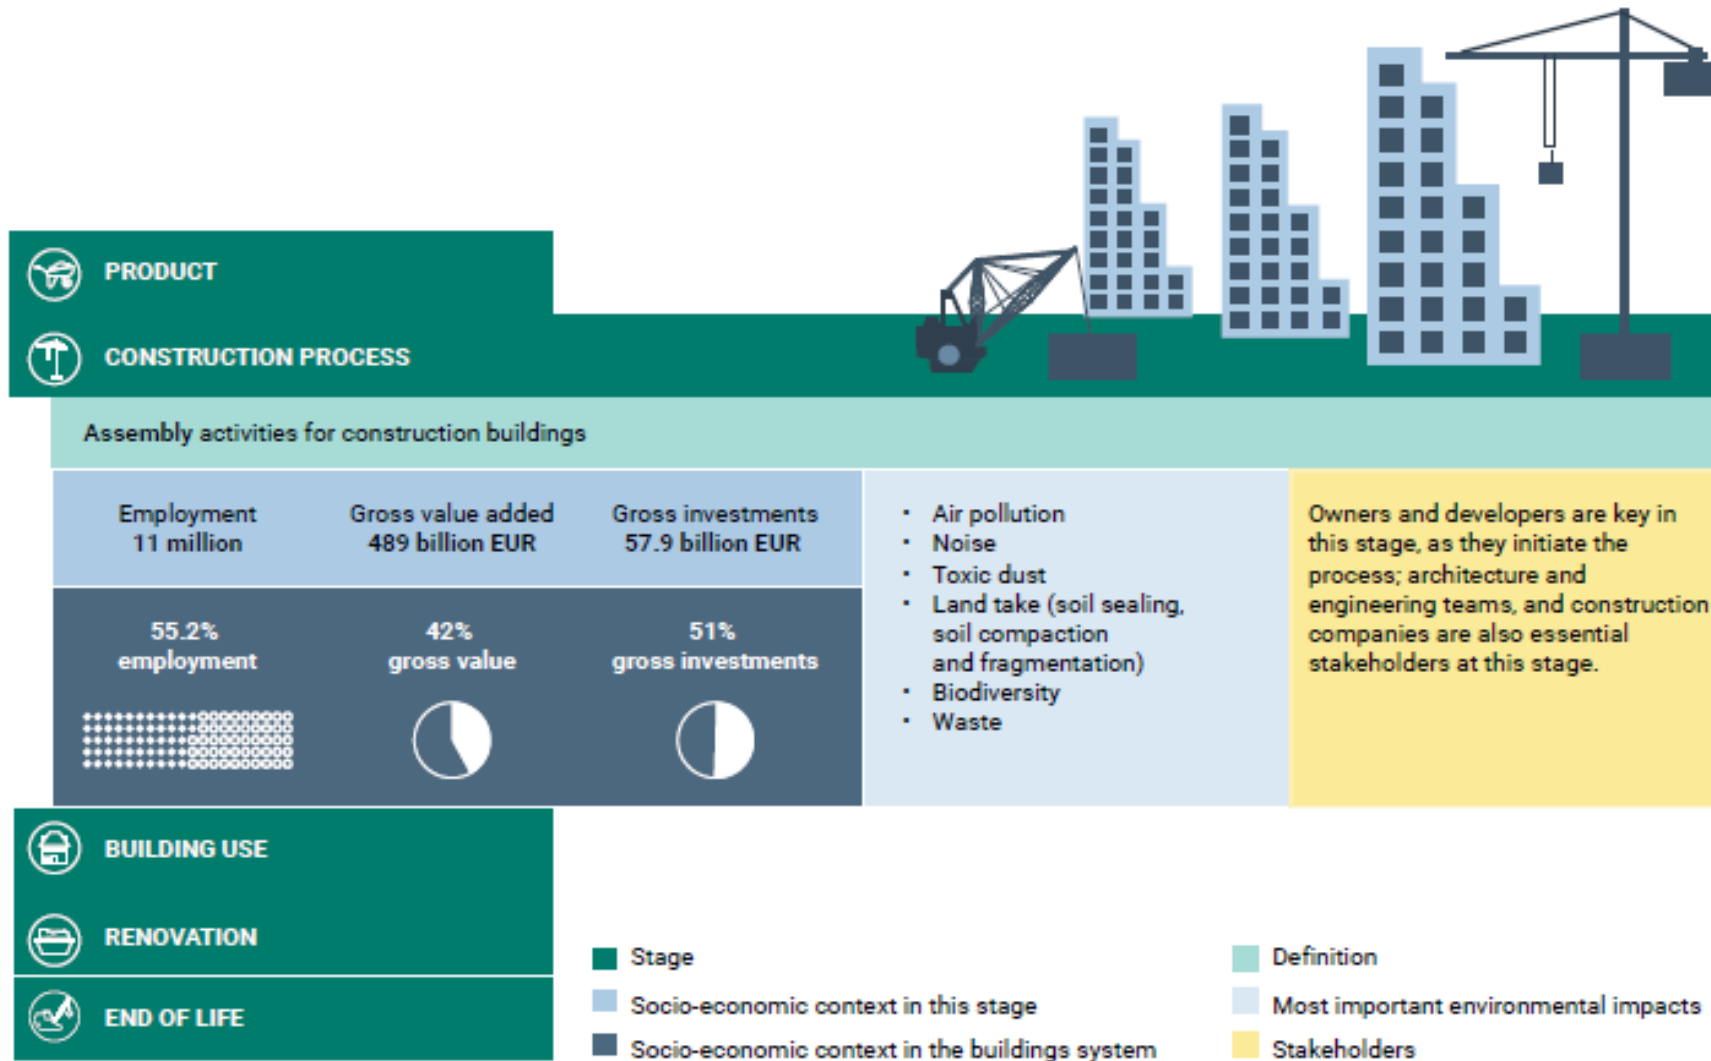 PRODUCT
CONSTRUCTION PROCESS
Assembly activities for construction buildings
Employment
11 million
Gross value added
489 billion EUR
Gross investments
57.9 billion EUR
55.2%
employment
42%
gross value
51%
gross investments
• Air pollution
• Noise
• Toxic dust
• Land take (soil sealing,
soil compaction
and fragmentation)
• Biodiversity
• Waste
Owners and developers are key in
this stage, as they initiate the
process; architecture and
engineering teams, and construction
companies are also essential
stakeholders at this stage.
BUILDING USE
RENOVATION
END OF LIFE
Stage
Socio-economic context in this stage
Socio-economic context in the buildings system
Definition
Most important environmental impacts
Stakeholders